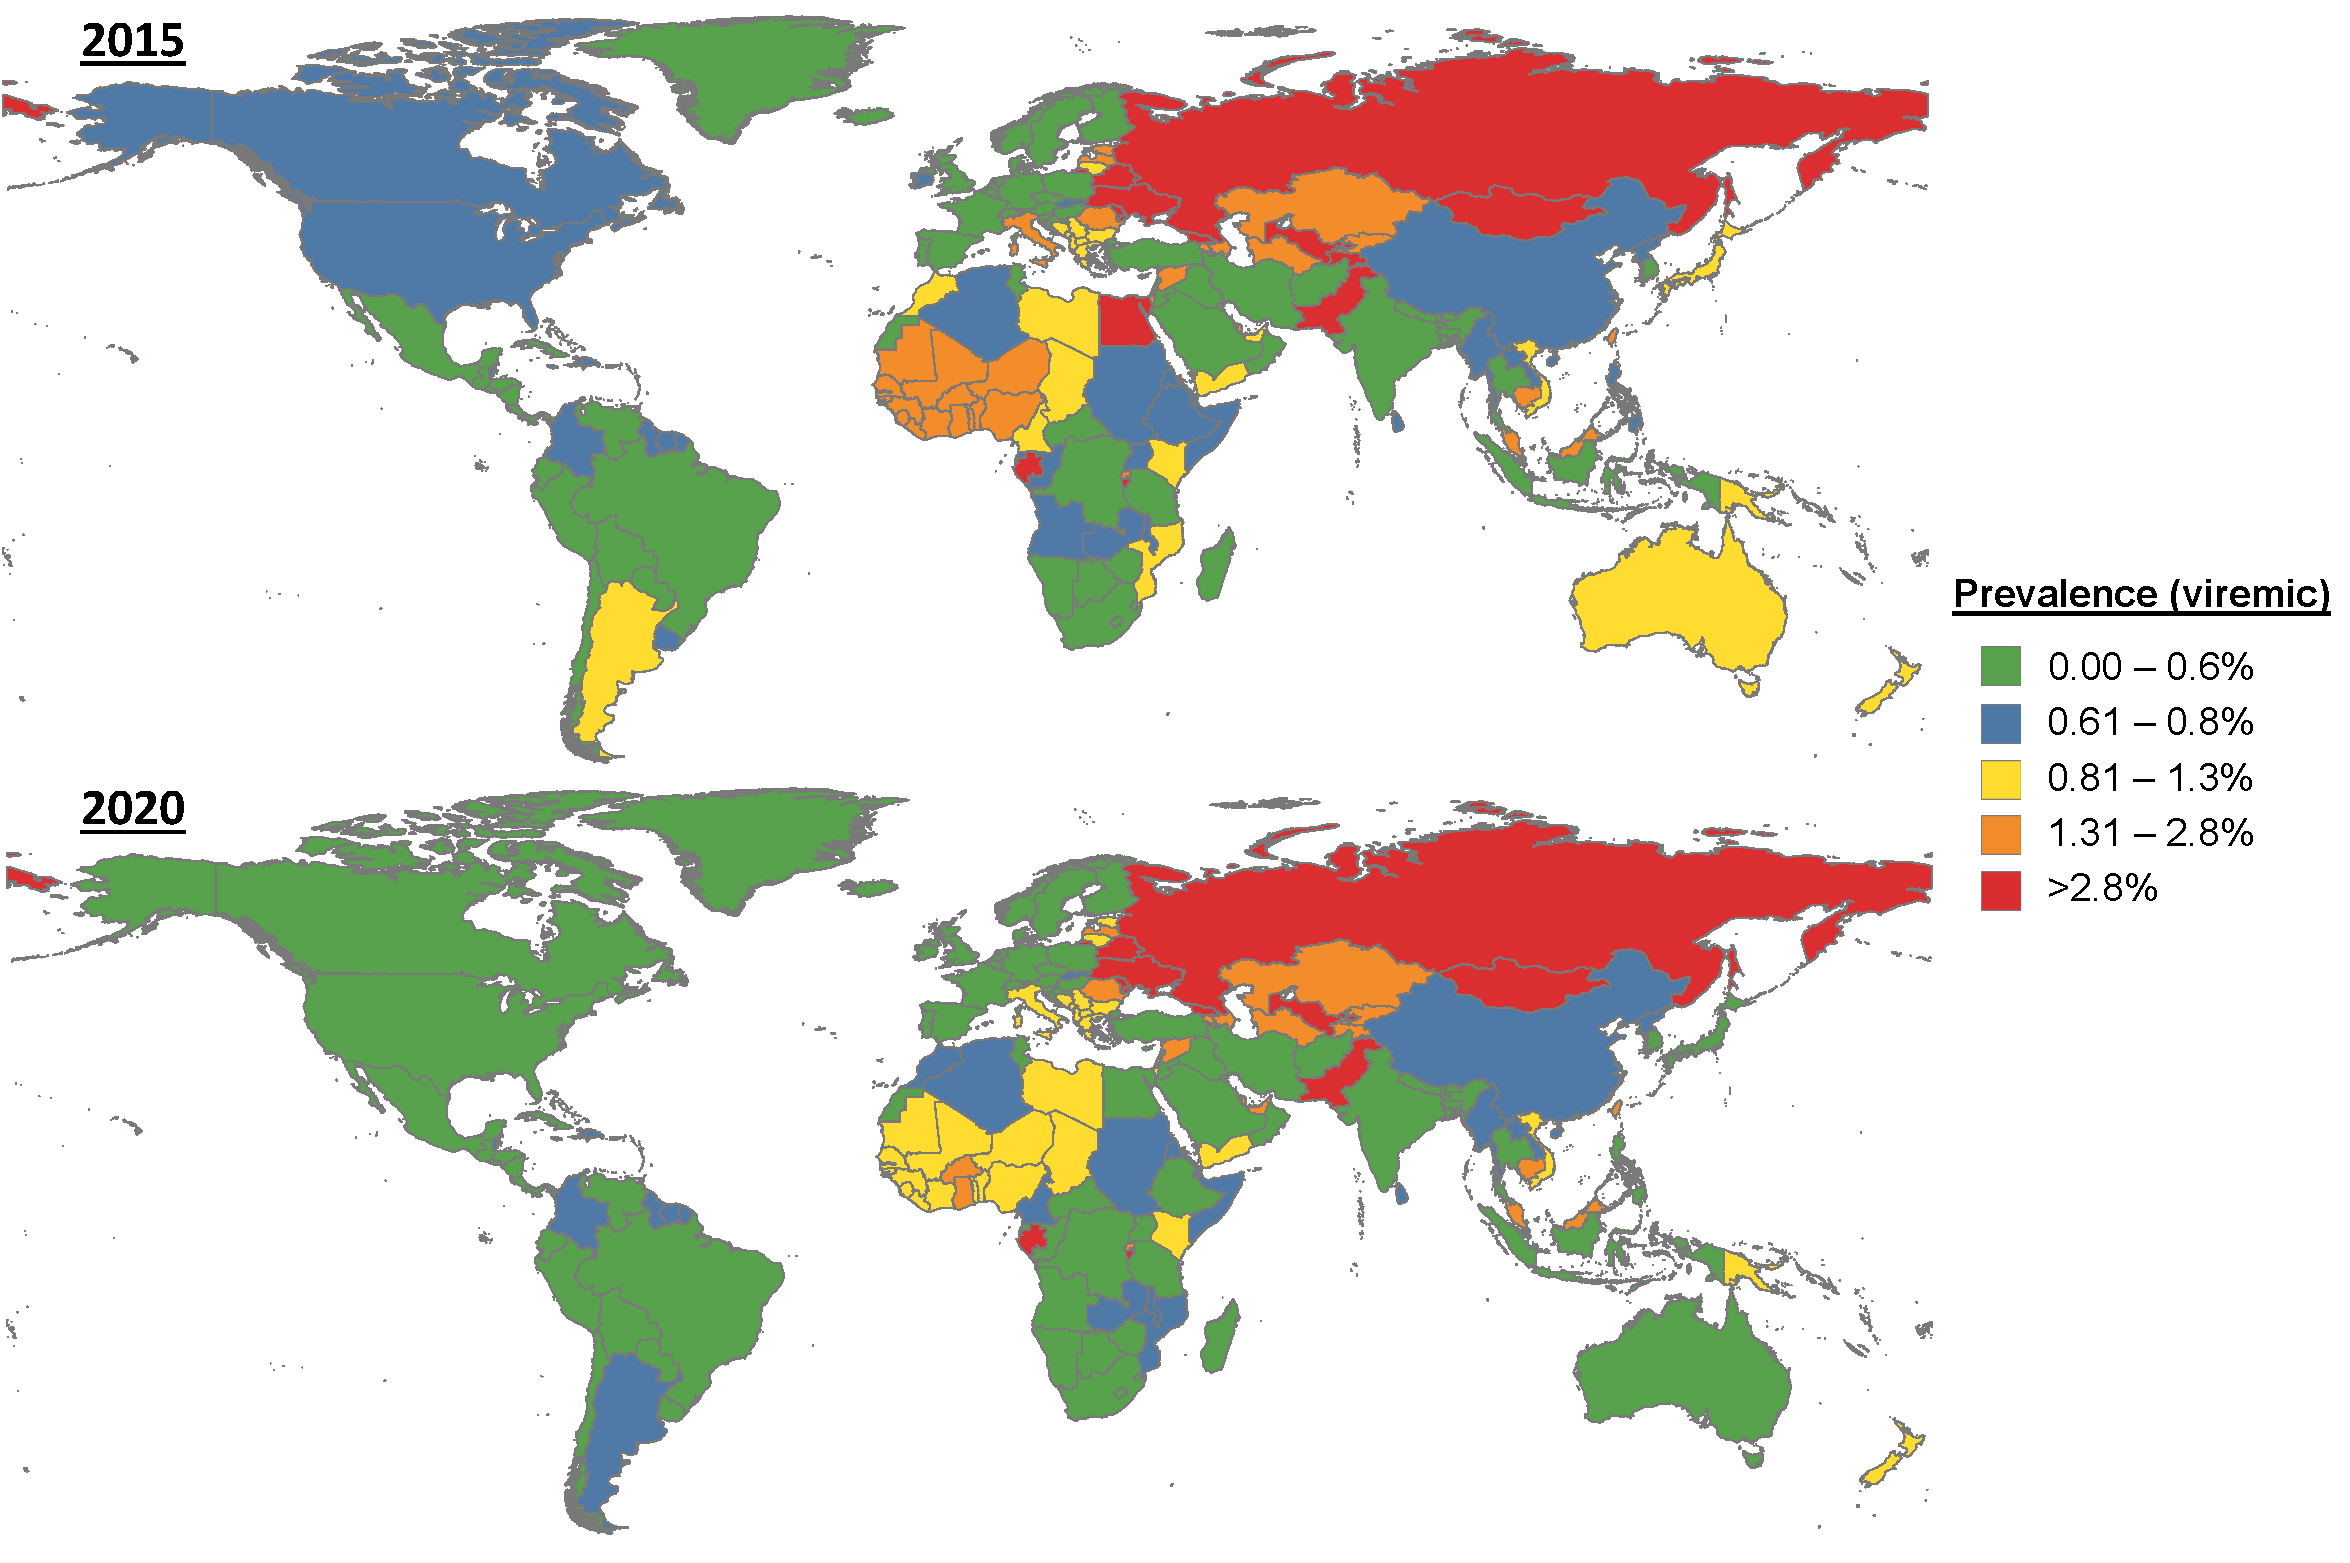 2015
2020
Prevalence (viremic)
0.00 – 0.6%
0.61 – 0.8%
0.81 – 1.3%
1.31 – 2.8%
>2.8%